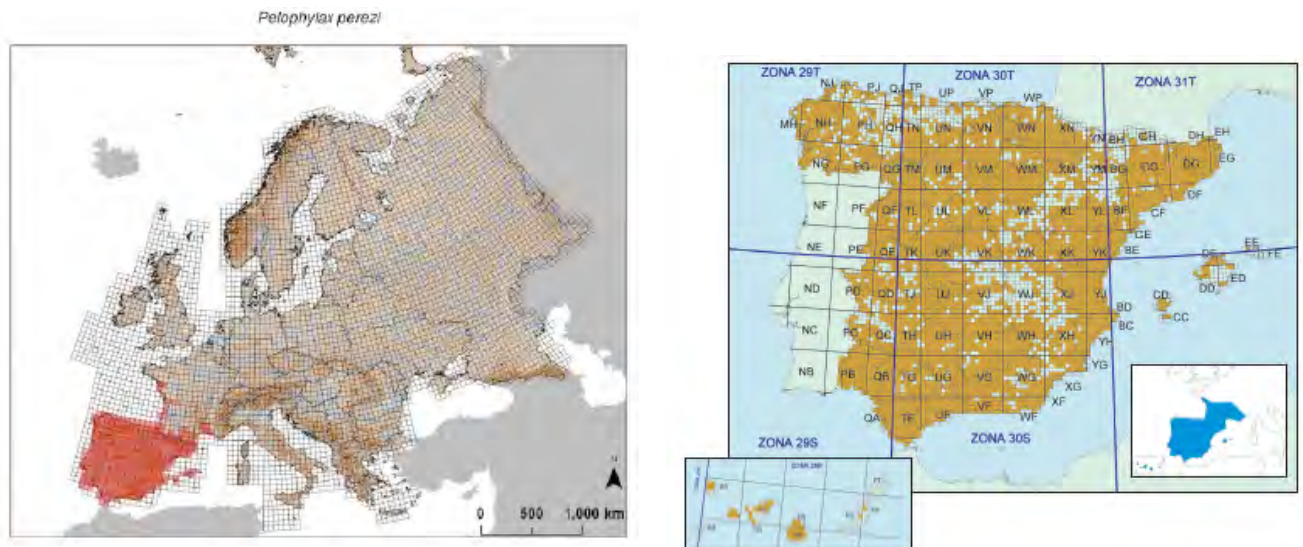 Pelophylax perezi
N
0 500 1,000 km
ZONA 29T
ZONA 30T
ZONA 31T
NJ PJ QJ TP UP VP WP
MH NH PH QH TN UN VN WN XN YN BH CH DH EH
NG PG QG TM UM VM WM XM YM BG CG DG EG
NF PF QF TL UL VL WL XL YL BF CF DF
NE PE QE TK UK VK WK XK YK BE CE
EE FE
DE
ND PD QD TJ UJ VJ WJ XJ YJ BD CD DD ED
NC PC QC TH UH VH WH XH YH BC CC
NB PB QB TG UG VG WG XG YG
QA TF UF VF WF XF
ZONA 29S
ZONA 30S